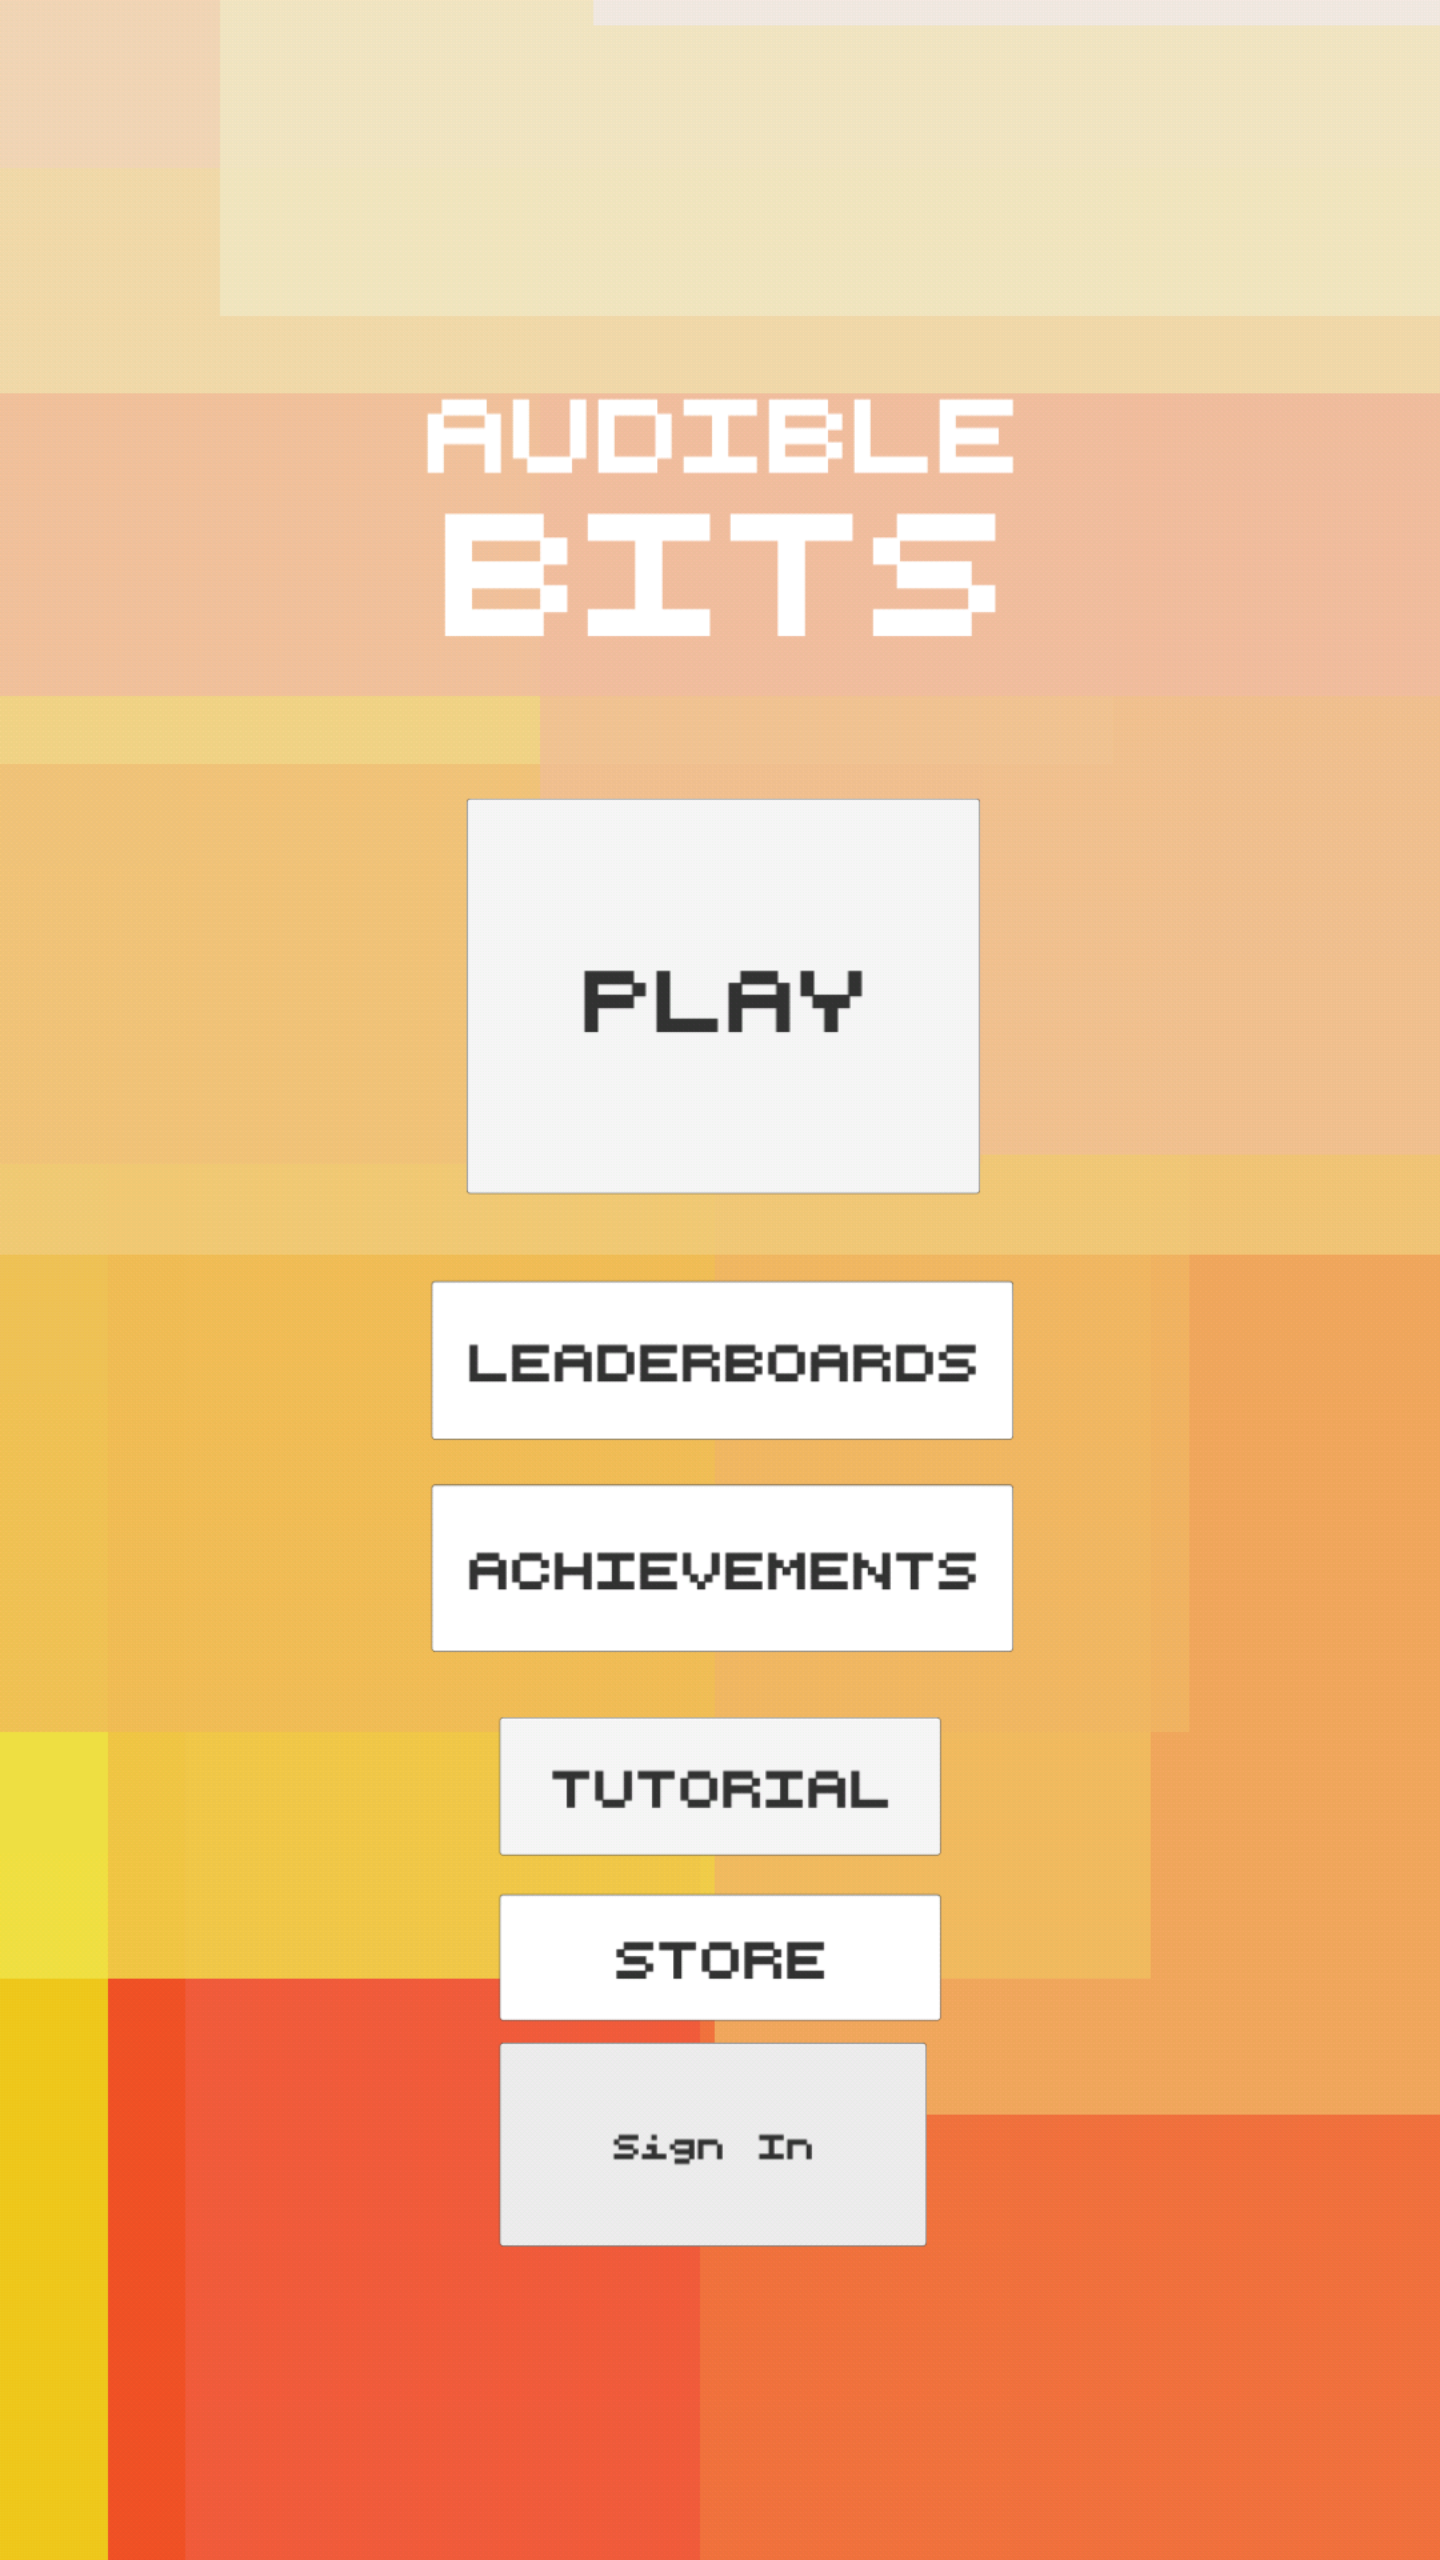 AUDIBLE
BITS
PLAY
LEADERBOARDS
ACHIEVEMENTS
TUTORIAL
STORE
Sign In